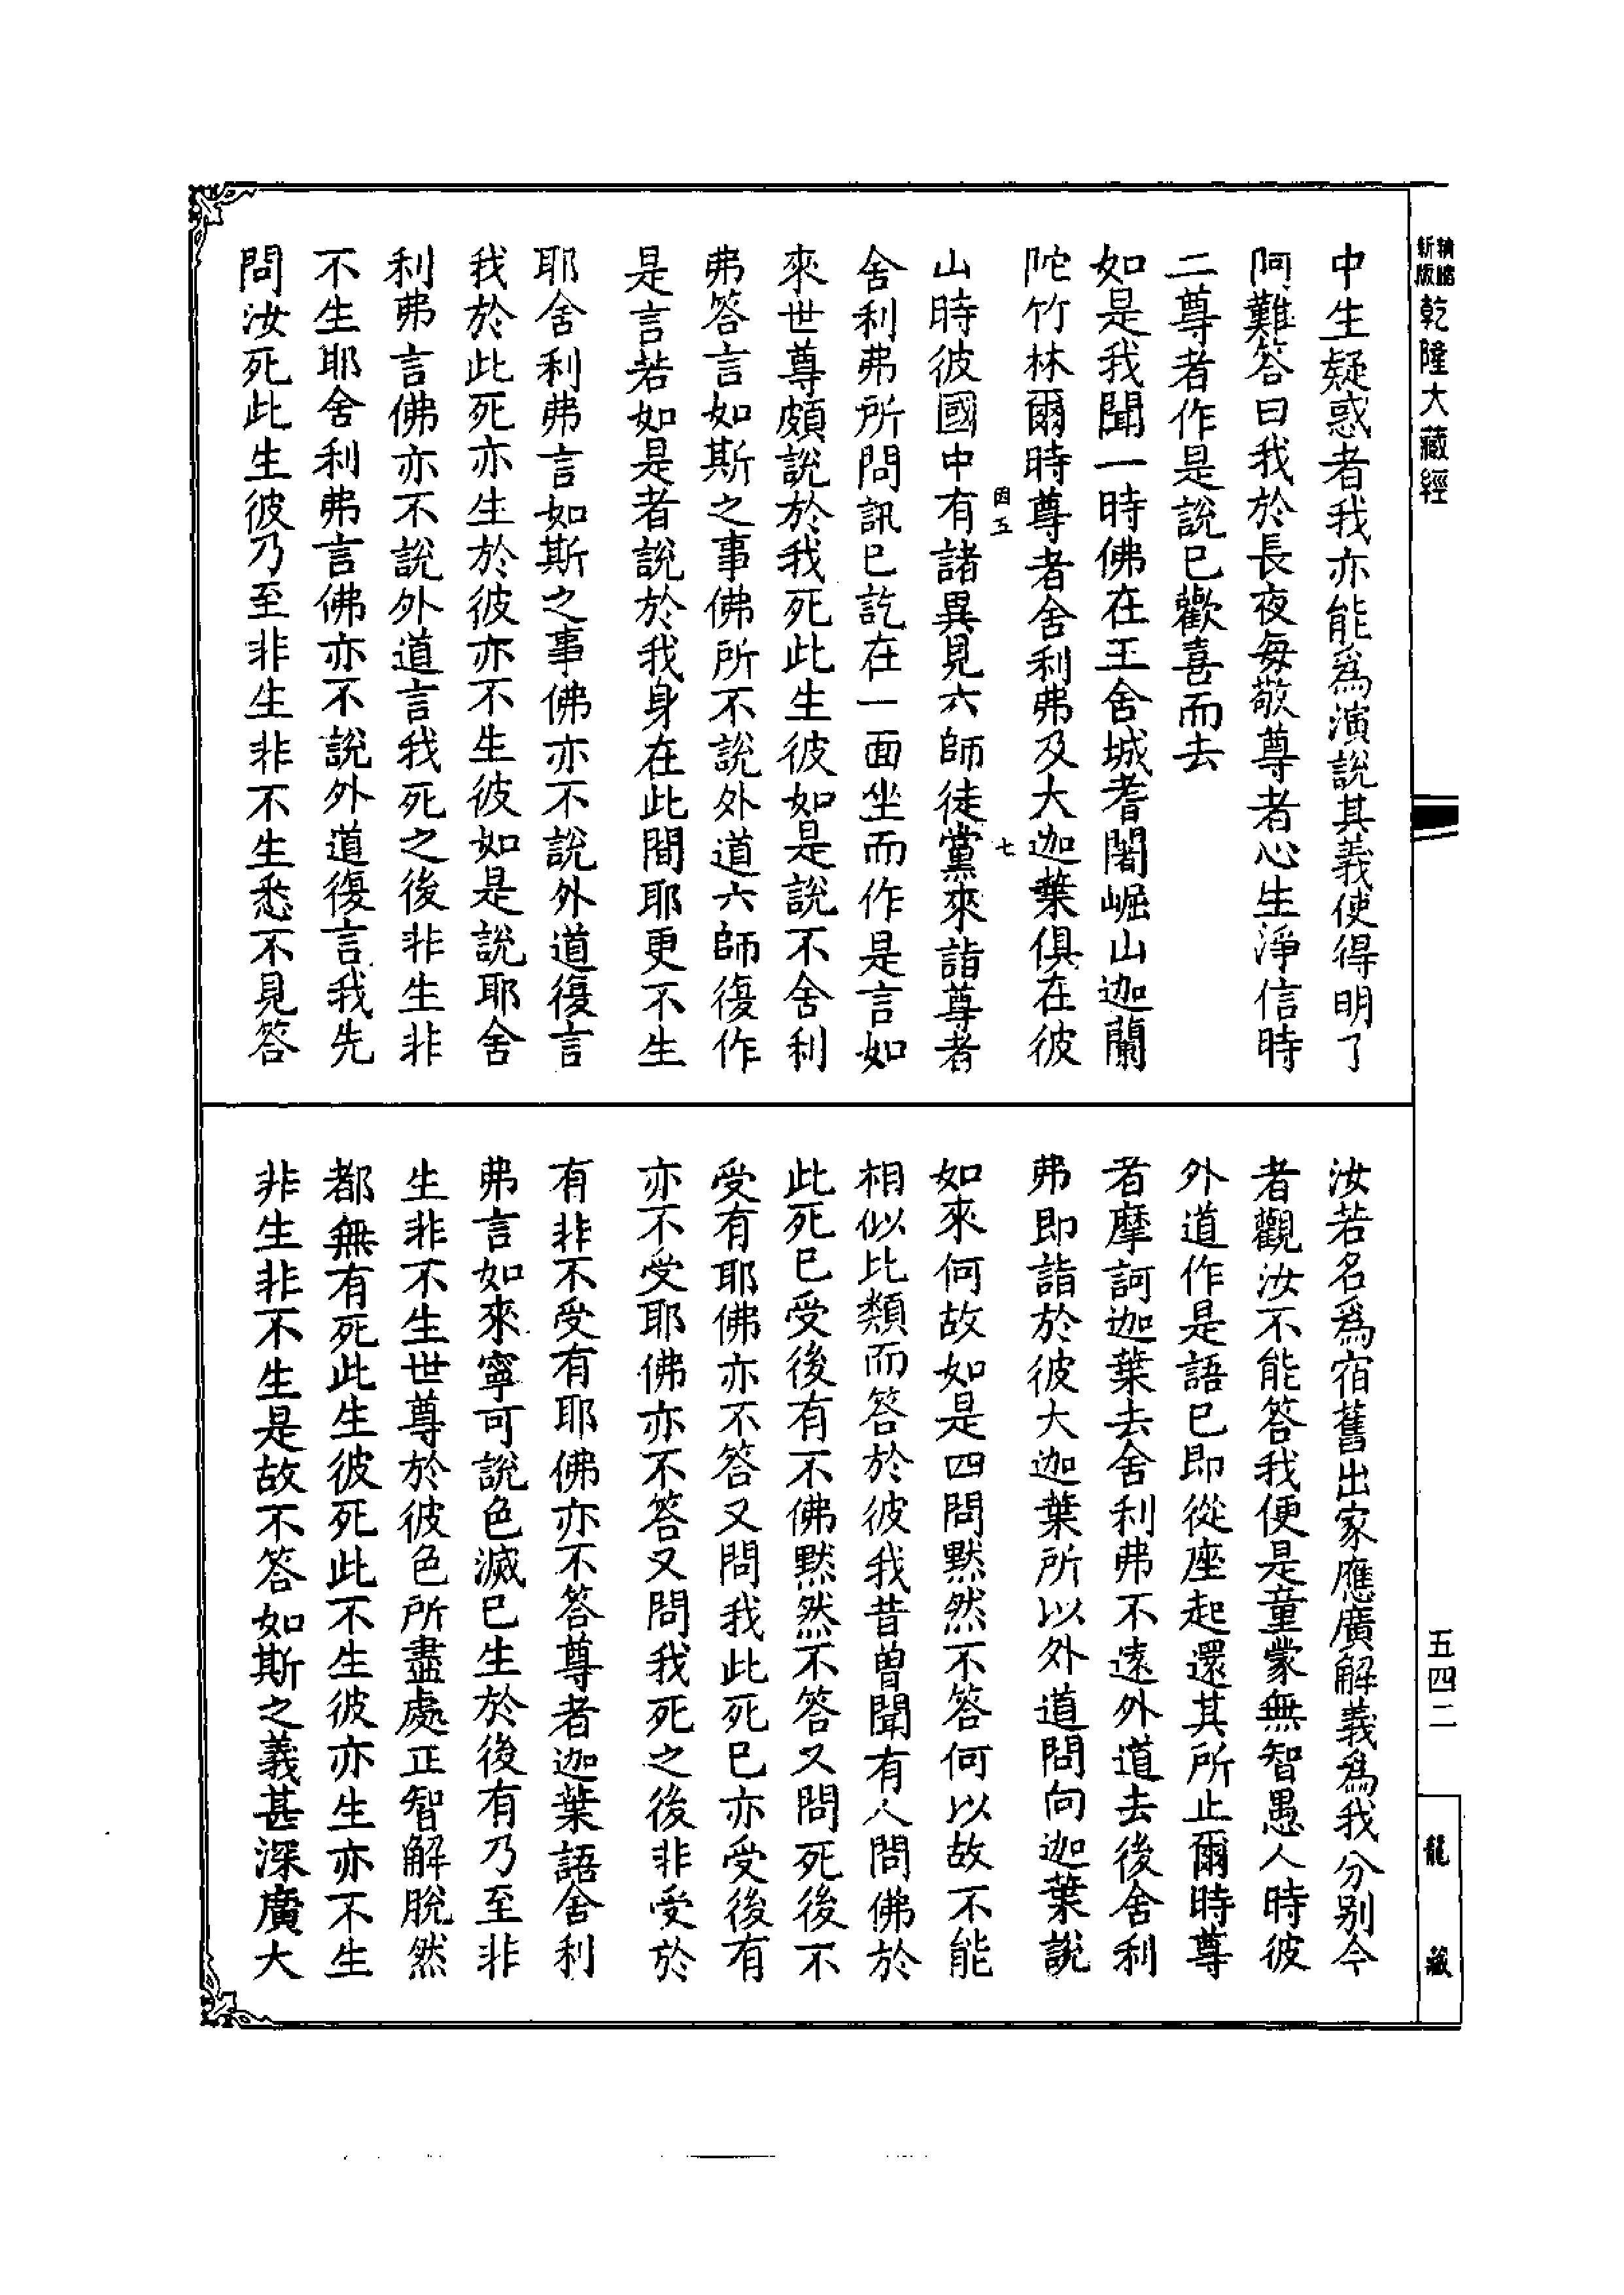 新版
精縮
乾隆大藏經
中生疑惑者我亦能為演說其義使得明了
阿難答曰我於長夜每敬尊者心生淨信時
二尊者作是說已歡喜而去
如是我聞一時佛在王舍城耆闍崛山迦蘭
陀竹林爾時尊者舍利弗及大迦葉俱在彼
因五
七
山時彼國中有諸異見六師徒黨來詣尊者
舍利弗所問訊已訖在一面坐而作是言如
來世尊頗說於我死此生彼如是說不舍利
弗答言如斯之事佛所不說外道六師復作
是言若如是者說於我身在此間耶更不生
耶舍利弗言如斯之事佛亦不說外道復言
我於此死亦生於彼亦不生彼如是說耶舍
利弗言佛亦不說外道言我死之後非生非
不生耶舍利弗言佛亦不說外道復言我先
問汝死此生彼乃至非生非不生悉不見答
汝若名為宿舊出家應廣解義為我分別今
者觀汝不能答我便是童蒙無智愚人時彼
外道作是語已即從座起還其所止爾時尊
者摩訶迦葉去舍利弗不遠外道去後舍利
弗即詣於彼大迦葉所以外道問向迦葉說
如來何故如是四問默然不答何以故不能
相似比類而答於彼我昔曾聞有人問佛於
此死已受後有不佛默然不答又問死後不
受有耶佛亦不答又問我此死已亦受後有
亦不受耶佛亦不答又問我死之後非受於
有非不受有耶佛亦不答尊者迦葉語舍利
弗言如來寧可說色滅已生於後有乃至非
生非不生世尊於彼色所盡處正智解脫然
都無有死此生彼死此不生彼亦生亦不生
非生非不生是故不答如斯之義甚深廣大
五四二
龍藏